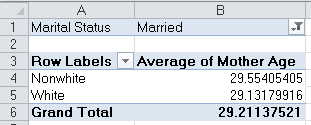 A B
1 Marital Status Married
2
3 Row Labels Average of Mother Age
4 Nonwhite 29.55405405
5 White 29.13179916
6 Grand Total 29.21137521